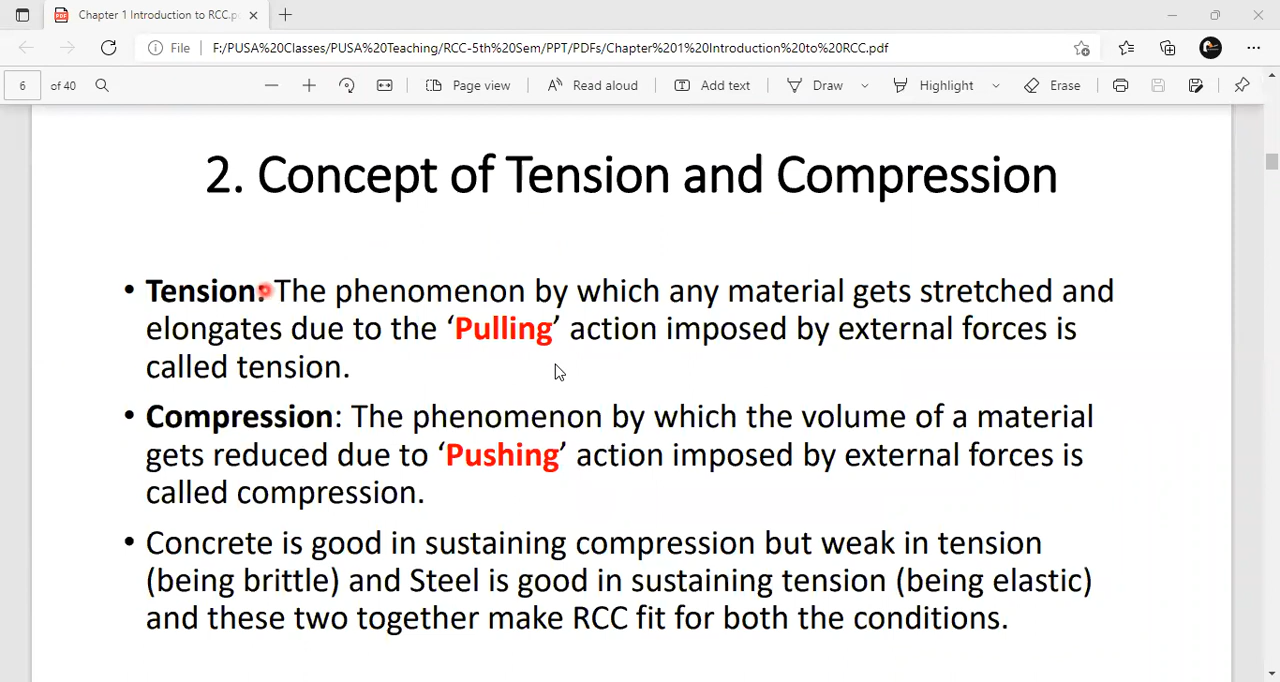 Chapter 1 Introduction to RCC.p
File F:/PUSA%20Classes/PUSA%20Teaching/RCC-5th%20Sem/PPT/PDFs/Chapter%201%20Introduction%20to%20RCC.pdf
6 of 40 Page view Read aloud Add text Draw Highlight Erase
2. Concept of Tension and Compression
• Tension: The phenomenon by which any material gets stretched and
elongates due to the ‘Pulling’ action imposed by external forces is
called tension.
• Compression: The phenomenon by which the volume of a material
gets reduced due to ‘Pushing’ action imposed by external forces is
called compression.
• Concrete is good in sustaining compression but weak in tension
(being brittle) and Steel is good in sustaining tension (being elastic)
and these two together make RCC fit for both the conditions.